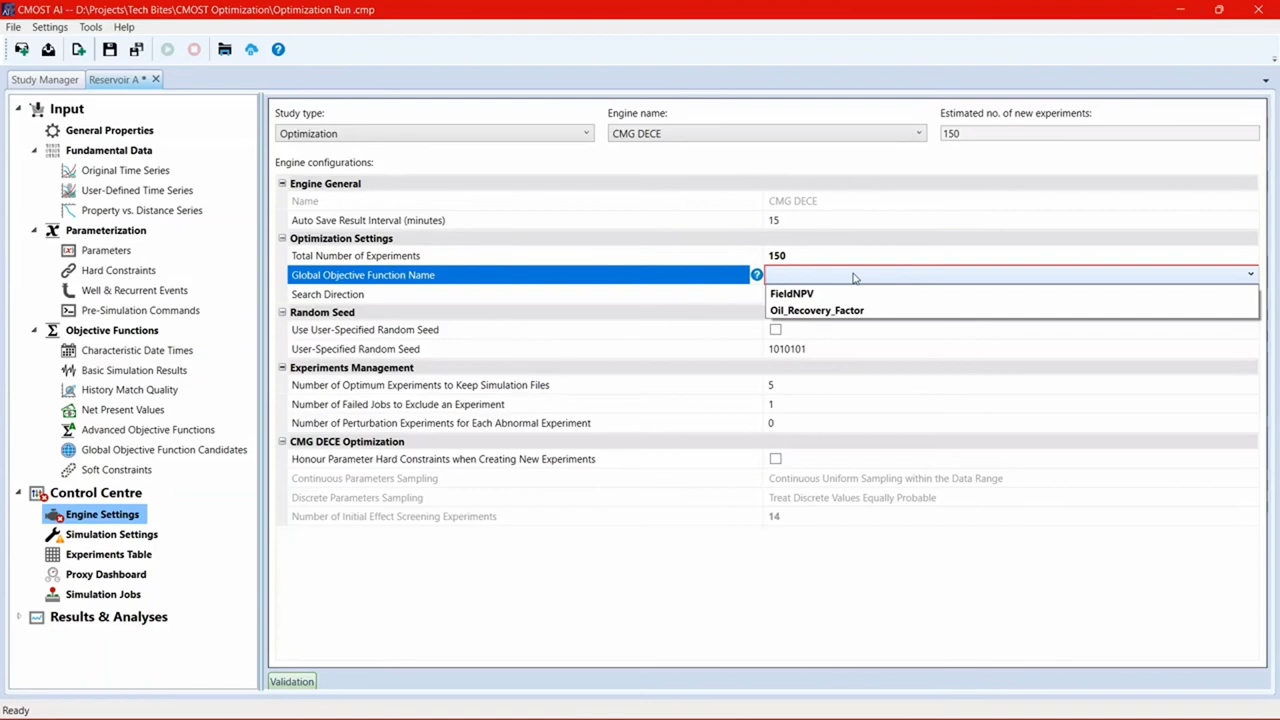 CMOST AI -- D:\Projects\Tech Bites\CMOST Optimization\Optimization Run .cmp
File Settings Tools Help
Study Manager Reservoir A *
Input
General Properties
Fundamental Data
Original Time Series
User-Defined Time Series
Property vs. Distance Series
Parameterization
Parameters
Hard Constraints
Well & Recurrent Events
Pre-Simulation Commands
Objective Functions
Characteristic Date Times
Basic Simulation Results
History Match Quality
Net Present Values
Advanced Objective Functions
Global Objective Function Candidates
Soft Constraints
Control Centre
Engine Settings
Simulation Settings
Experiments Table
Proxy Dashboard
Simulation Jobs
Results & Analyses
Study type: Engine name: Estimated no. of new experiments:
Optimization CMG DECE 150
Engine configurations:
Engine General
Name CMG DECE
Auto Save Result Interval (minutes) 15
Optimization Settings
Total Number of Experiments 150
Global Objective Function Name
FieldNPV
Search Direction
Oil_Recovery_Factor
Random Seed
Use User-Specified Random Seed
User-Specified Random Seed 1010101
Experiments Management
Number of Optimum Experiments to Keep Simulation Files 5
Number of Failed Jobs to Exclude an Experiment 1
Number of Perturbation Experiments for Each Abnormal Experiment 0
CMG DECE Optimization
Honour Parameter Hard Constraints when Creating New Experiments
Continuous Parameters Sampling Continuous Uniform Sampling within the Data Range
Discrete Parameters Sampling Treat Discrete Values Equally Probable
Number of Initial Effect Screening Experiments 14
Validation
Ready